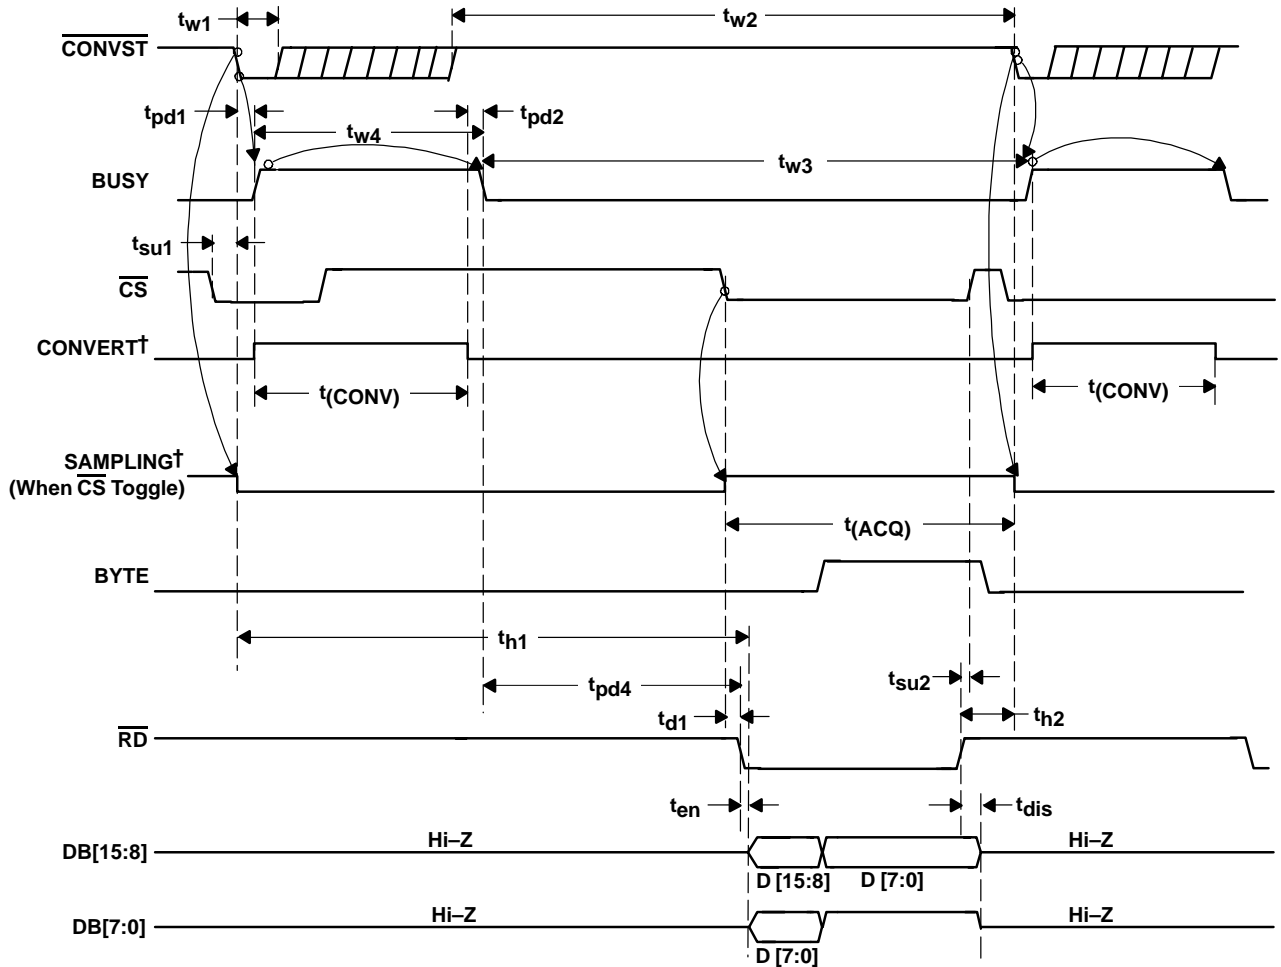 tw1
tw2
CONVST
tpd1
tpd2
tw4
tw3
BUSY
tsu1
CS
CONVERT†
t(CONV)
t(CONV)
SAMPLING†
(When CS Toggle)
t(ACQ)
BYTE
th1
tpd4
tsu2
td1
th2
RD
ten
tdis
Hi–Z
Hi–Z
DB[15:8]
D [15:8]
D [7:0]
Hi–Z
Hi–Z
DB[7:0]
D [7:0]